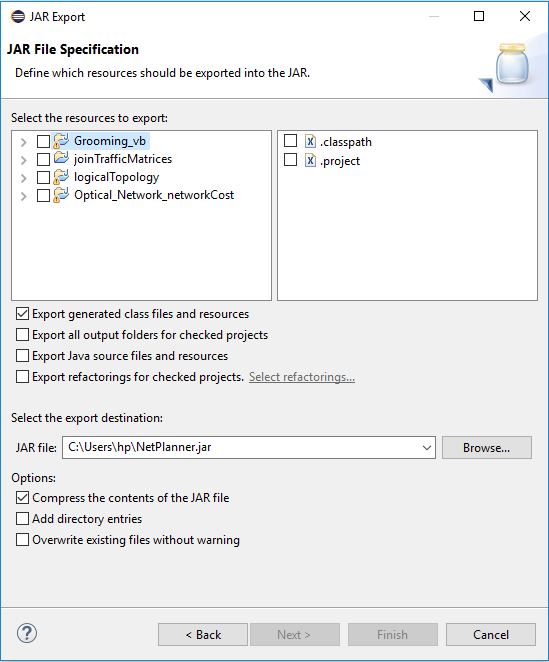 JAR Export
JAR File Specification
Define which resources should be exported into the JAR.
Select the resources to export:
Grooming_vb
joinTrafficMatrices
logicalTopology
Optical_Network_networkCost
.classpath
.project
Export generated class files and resources
Export all output folders for checked projects
Export Java source files and resources
Export refactorings for checked projects. Select refactorings...
Select the export destination:
JAR file: C:\Users\hp\NetPlanner.jar Browse...
Options:
Compress the contents of the JAR file
Add directory entries
Overwrite existing files without warning
? < Back Next > Finish Cancel